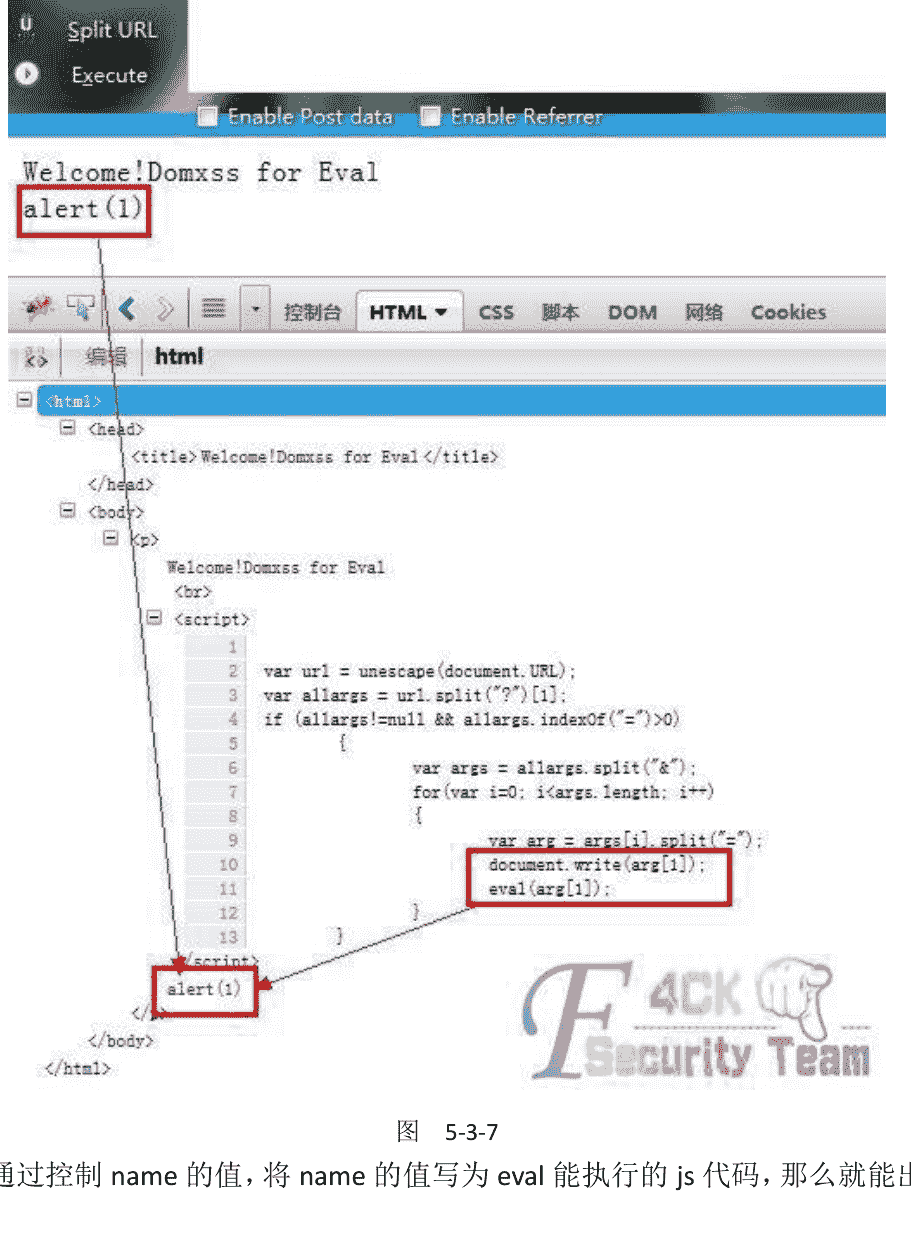 U Split URL
Execute
Enable Post data Enable Referrer
Welcome!Domxss for Eval
alert(1)
控制台 HTML CSS 脚本 DOM 网络 Cookies
编辑 html
<html>
<head>
<title>Welcome!Domxss for Eval</title>
</head>
<body>
<p>
Welcome!Domxss for Eval
<br>
<script>
1
2 var url = unescape(document.URL);
3 var allargs = url.split("?")[1];
4 if (allargs!=null && allargs.indexOf("=")>0)
5 {
6 var args = allargs.split("&");
7 for(var i=0; i<args.length; i++)
8 {
9 var arg = args[i].split("=");
10 document.write(arg[1]);
11 eval(arg[1]);
12 }
13 }
</script>
alert(1)
</p>
</body>
</html>
F4CK
Security Team
图 5-3-7
通过控制 name 的值，将 name 的值写为 eval 能执行的 js 代码，那么就能出